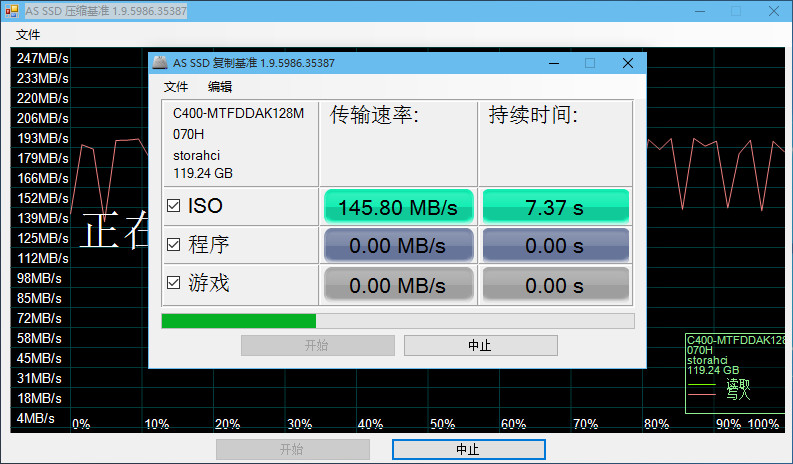 AS SSD 压缩基准 1.9.5986.35387
文件
247MB/s
233MB/s
220MB/s
206MB/s
193MB/s
179MB/s
166MB/s
152MB/s
139MB/s
125MB/s
112MB/s
98MB/s
85MB/s
72MB/s
58MB/s
45MB/s
31MB/s
18MB/s
4MB/s
正在
AS SSD 复制基准 1.9.5986.35387
文件 编辑
C400-MTFDDAK128M
070H
storahci
119.24 GB
传输速率:
持续时间:
ISO 145.80 MB/s 7.37 s
程序 0.00 MB/s 0.00 s
游戏 0.00 MB/s 0.00 s
开始 中止
C400-MTFDDAK128
070H
storahci
119.24 GB
读取
写入
0% 10% 20% 30% 40% 50% 60% 70% 80% 90% 100%
开始 中止